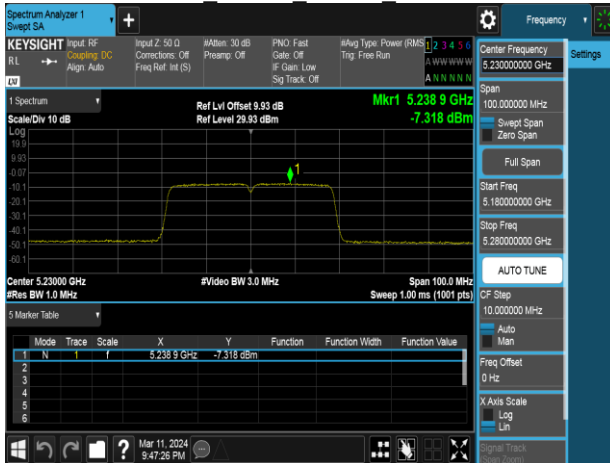 Spectrum Analyzer 1
Swept SA
+
Frequency
KEYSIGHT
Input: RF
Input Z: 50 Ω
#Atten: 30 dB
PNO: Fast
#Avg Type: Power (RMS
1 2 3 4 5 6
RL
Coupling: DC
Corrections: Off
Preamp: Off
Gate: Off
Trig: Free Run
A W W W W W
Align: Auto
Freq Ref: Int (S)
IF Gain: Low
Sig Track: Off
A N N N N N
LXI
1 Spectrum
Ref Lvl Offset 9.93 dB
Mkr1 5.238 9 GHz
Scale/Div 10 dB
Ref Level 29.93 dBm
-7.318 dBm
Log
19.9
9.93
-0.07
-10.1
-20.1
-30.1
-40.1
-50.1
-60.1
1
Center 5.23000 GHz
#Video BW 3.0 MHz
Span 100.0 MHz
#Res BW 1.0 MHz
Sweep 1.00 ms (1001 pts)
5 Marker Table
Mode Trace Scale X Y Function Function Width Function Value
1 N 1 f 5.238 9 GHz -7.318 dBm
2
3
4
5
6
?
Mar 11, 2024
9:47:26 PM
Center Frequency
5.230000000 GHz
Settings
Span
100.000000 MHz
Swept Span
Zero Span
Full Span
Start Freq
5.180000000 GHz
Stop Freq
5.280000000 GHz
AUTO TUNE
CF Step
10.000000 MHz
Auto
Man
Freq Offset
0 Hz
X Axis Scale
Log
Lin
Signal Track
(Span Zoom)